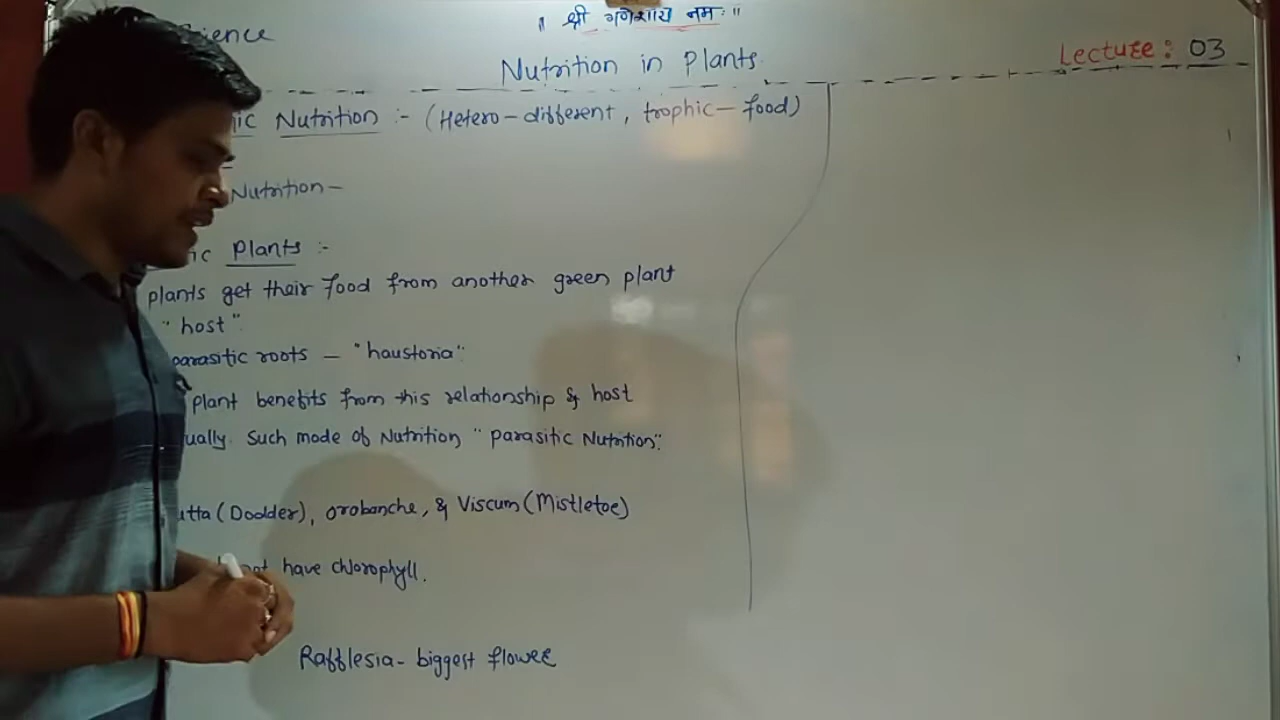 ॥ श्री गणेशाय नमः ॥
ience
Nutrition in Plants
Lecture: 03
ic Nutrition :- (Hetero-different, trophic- food)
Nutrition-
ic Plants :-
plants get their food from another green plant
"host"
parasitic roots - "haustoria"
plant benefits from this relationship & host
ually. Such mode of Nutrition "parasitic Nutrition".
utta (Dodder), orobanche, & Viscum (Mistletoe)
not have chlorophyll.
Rafflesia- biggest flower